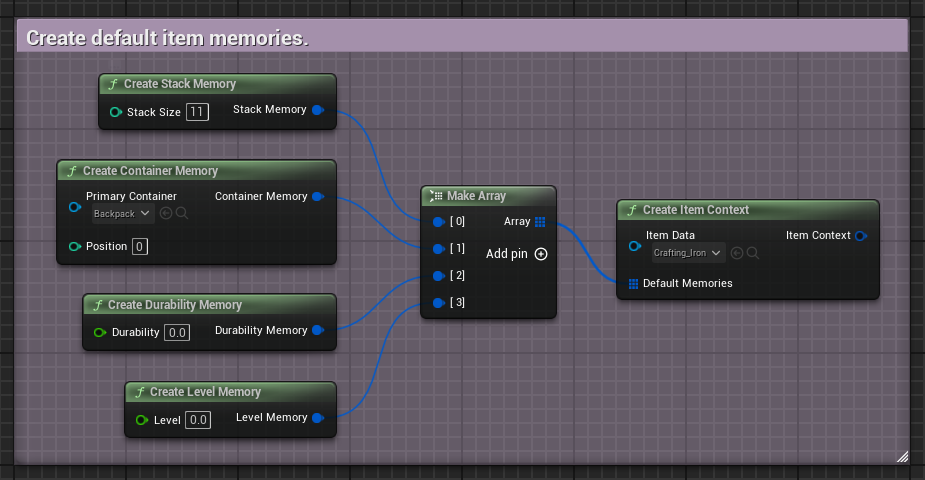 Create default item memories.
f Create Stack Memory
Stack Size 11 Stack Memory
f Create Container Memory
Primary Container Container Memory
Backpack
Position 0
f Create Durability Memory
Durability 0.0 Durability Memory
f Create Level Memory
Level 0.0 Level Memory
Make Array
[ 0] Array
[ 1] Add pin
[ 2]
[ 3]
f Create Item Context
Item Data Item Context
Crafting_Iron
Default Memories